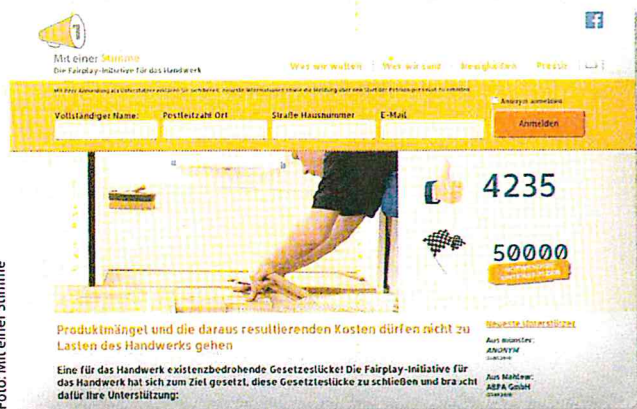 Mit einer Stimme
Die Fairplay-Initiative für das Handwerk
Was wir wollen
Wer wir sind
Neuigkeiten
Presse
Anonym anmelden
Vollständiger Name:
Postleitzahl Ort
Straße Hausnummer
E-Mail
Anmelden
4235
50000
Produktmängel und die daraus resultierenden Kosten dürfen nicht zu
Lasten des Handwerks gehen
Eine für das Handwerk existenzbedrohende Gesetzeslücke! Die Fairplay-Initiative für
das Handwerk hat sich zum Ziel gesetzt, diese Gesetzteslücke zu schließen und braucht
dafür Ihre Unterstützung:
Neueste Unterstützer
Aus münster:
ANONYM
Aus Mahlow:
ABPA GmbH
Foto: Mit einer Stimme